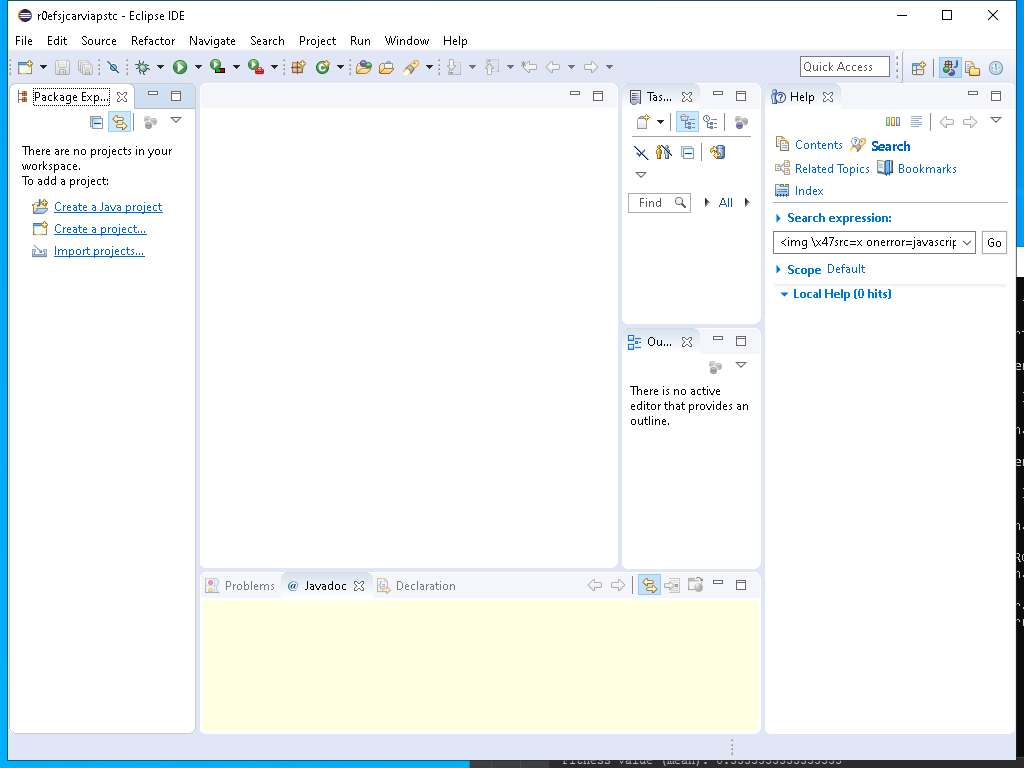 r0efsjcarviapstc - Eclipse IDE
File Edit Source Refactor Navigate Search Project Run Window Help
Quick Access
Package Exp...
There are no projects in your
workspace.
To add a project:
Create a Java project
Create a project...
Import projects...
Tas...
Find
All
Ou...
There is no active
editor that provides an
outline.
Help
Contents Search
Related Topics Bookmarks
Index
Search expression:
<img \x47src=x onerror=javascrip
Go
Scope Default
Local Help (0 hits)
Problems @ Javadoc Declaration